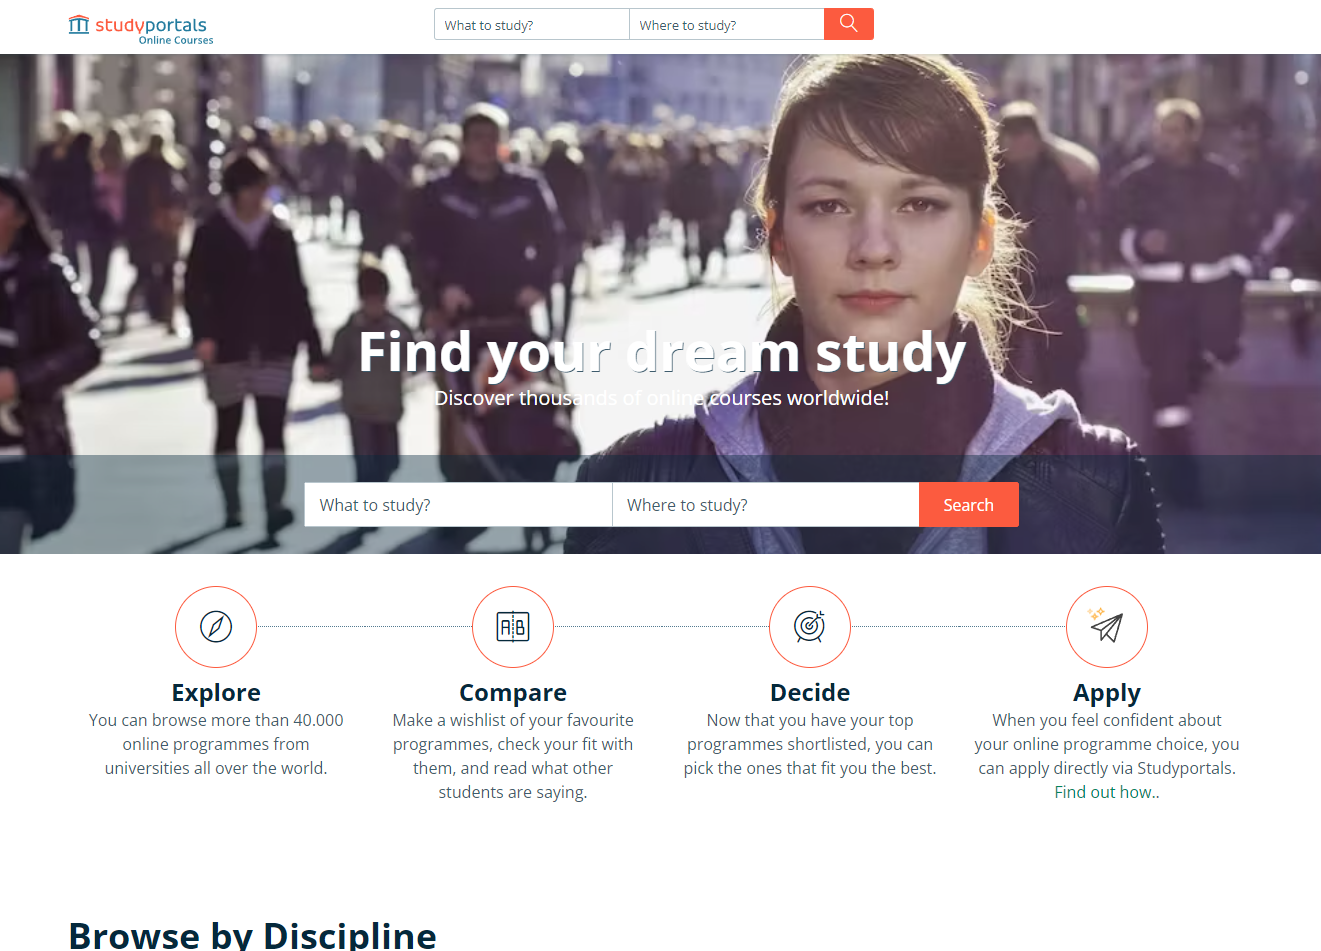 studyportals
Online Courses
What to study?
Where to study?
Find your dream study
Discover thousands of online courses worldwide!
What to study?
Where to study?
Search
A B
Explore
You can browse more than 40.000
online programmes from
universities all over the world.
Compare
Make a wishlist of your favourite
programmes, check your fit with
them, and read what other
students are saying.
Decide
Now that you have your top
programmes shortlisted, you can
pick the ones that fit you the best.
Apply
When you feel confident about
your online programme choice, you
can apply directly via Studyportals.
Find out how..
Browse by Discipline